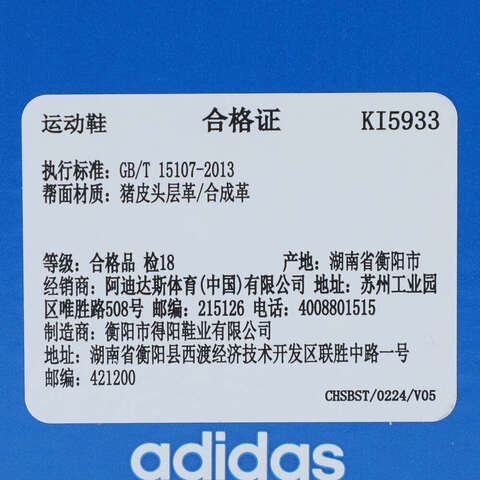 运动鞋 合格证 KI5933
执行标准：GB/T 15107-2013
帮面材质：猪皮头层革/合成革
等级：合格品 检18 产地：湖南省衡阳市
经销商：阿迪达斯体育(中国)有限公司 地址：苏州工业园
区唯胜路508号 邮编：215126 电话：4008801515
制造商：衡阳市得阳鞋业有限公司
地址：湖南省衡阳县西渡经济技术开发区联胜中路一号
邮编：421200
CHSBST/0224/V05
adidas